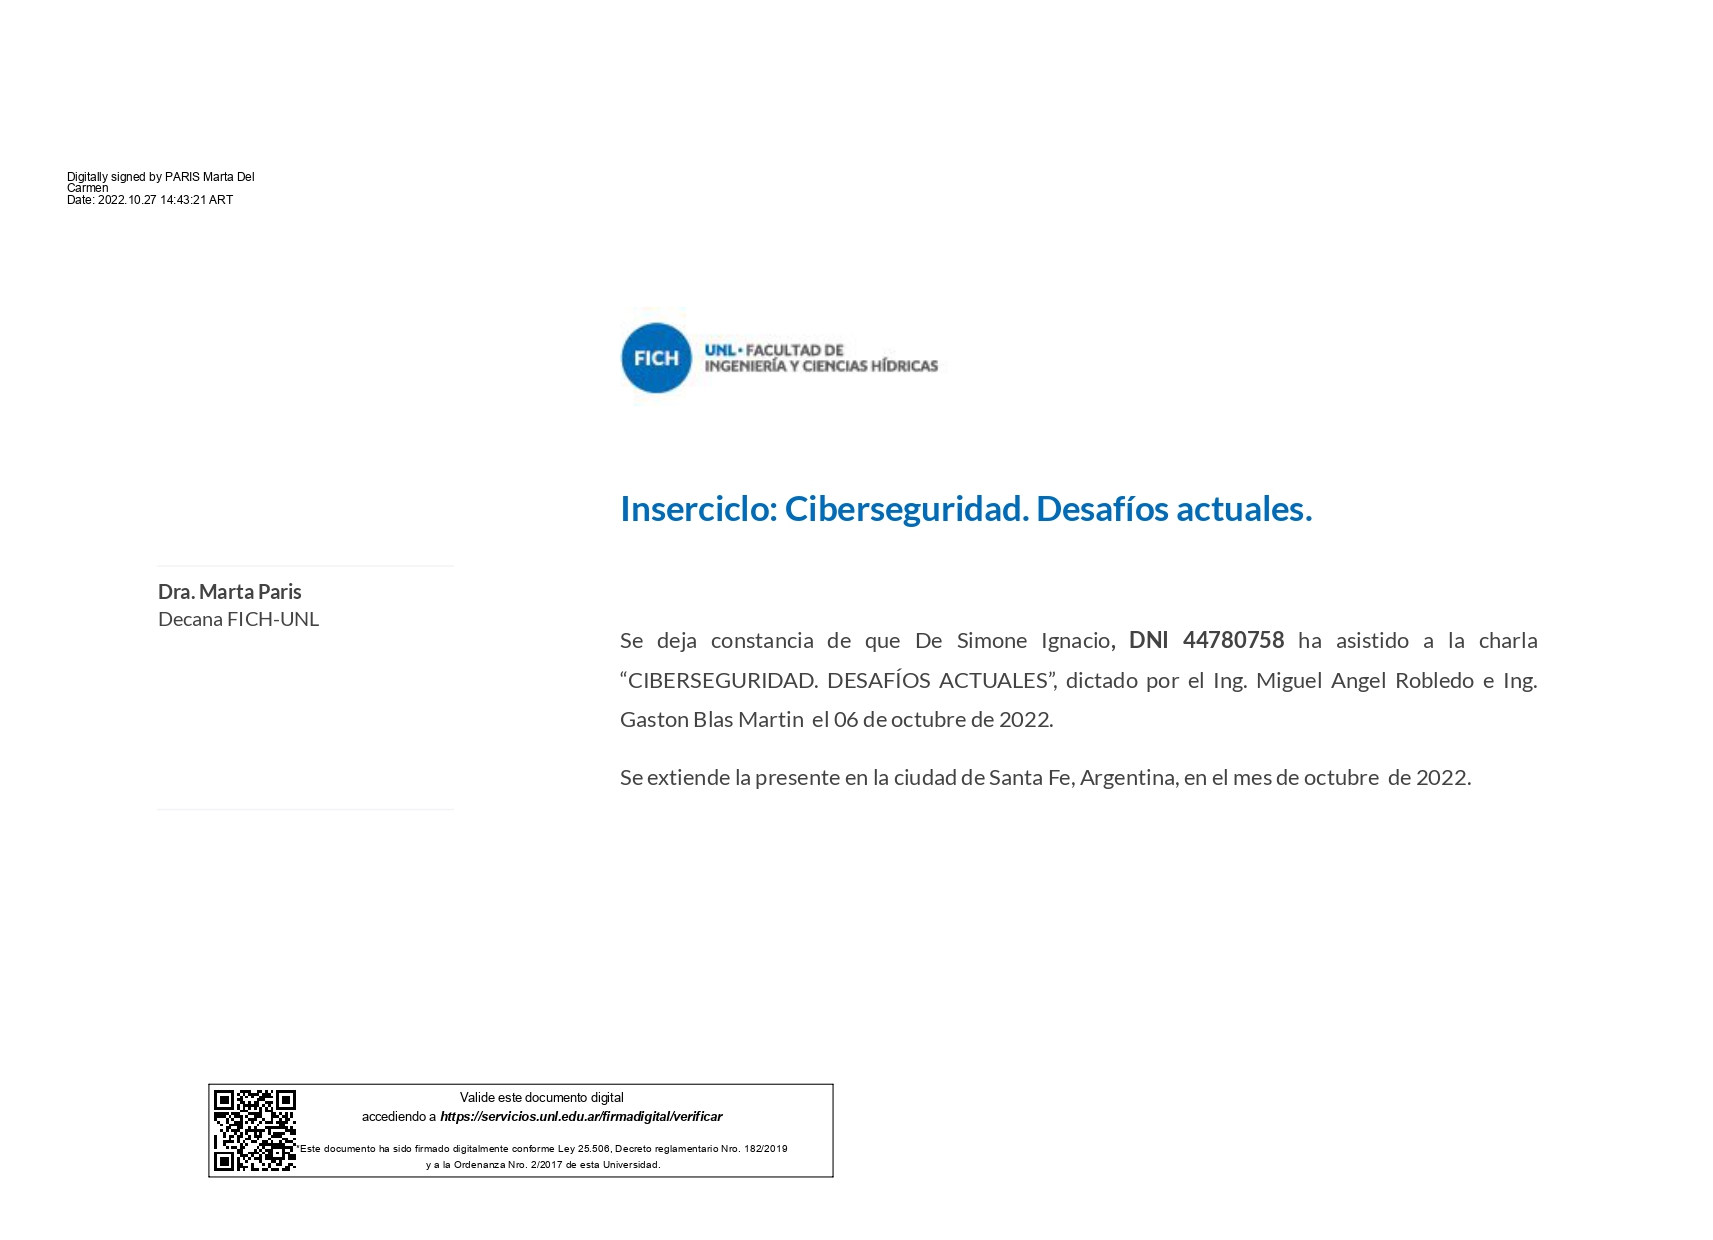 Digitally signed by PARIS Marta Del
Carmen
Date: 2022.10.27 14:43:21 ART
FICH
UNL • FACULTAD DE
INGENIERÍA Y CIENCIAS HÍDRICAS
Inserciclo: Ciberseguridad. Desafíos actuales.
Dra. Marta Paris
Decana FICH-UNL
Se deja constancia de que De Simone Ignacio, DNI 44780758 ha asistido a la charla
“CIBERSEGURIDAD. DESAFÍOS ACTUALES”, dictado por el Ing. Miguel Angel Robledo e Ing.
Gaston Blas Martin el 06 de octubre de 2022.
Se extiende la presente en la ciudad de Santa Fe, Argentina, en el mes de octubre de 2022.
Valide este documento digital
accediendo a https://servicios.unl.edu.ar/firmadigital/verificar
*Este documento ha sido firmado digitalmente conforme Ley 25.506, Decreto reglamentario Nro. 182/2019
y a la Ordenanza Nro. 2/2017 de esta Universidad.